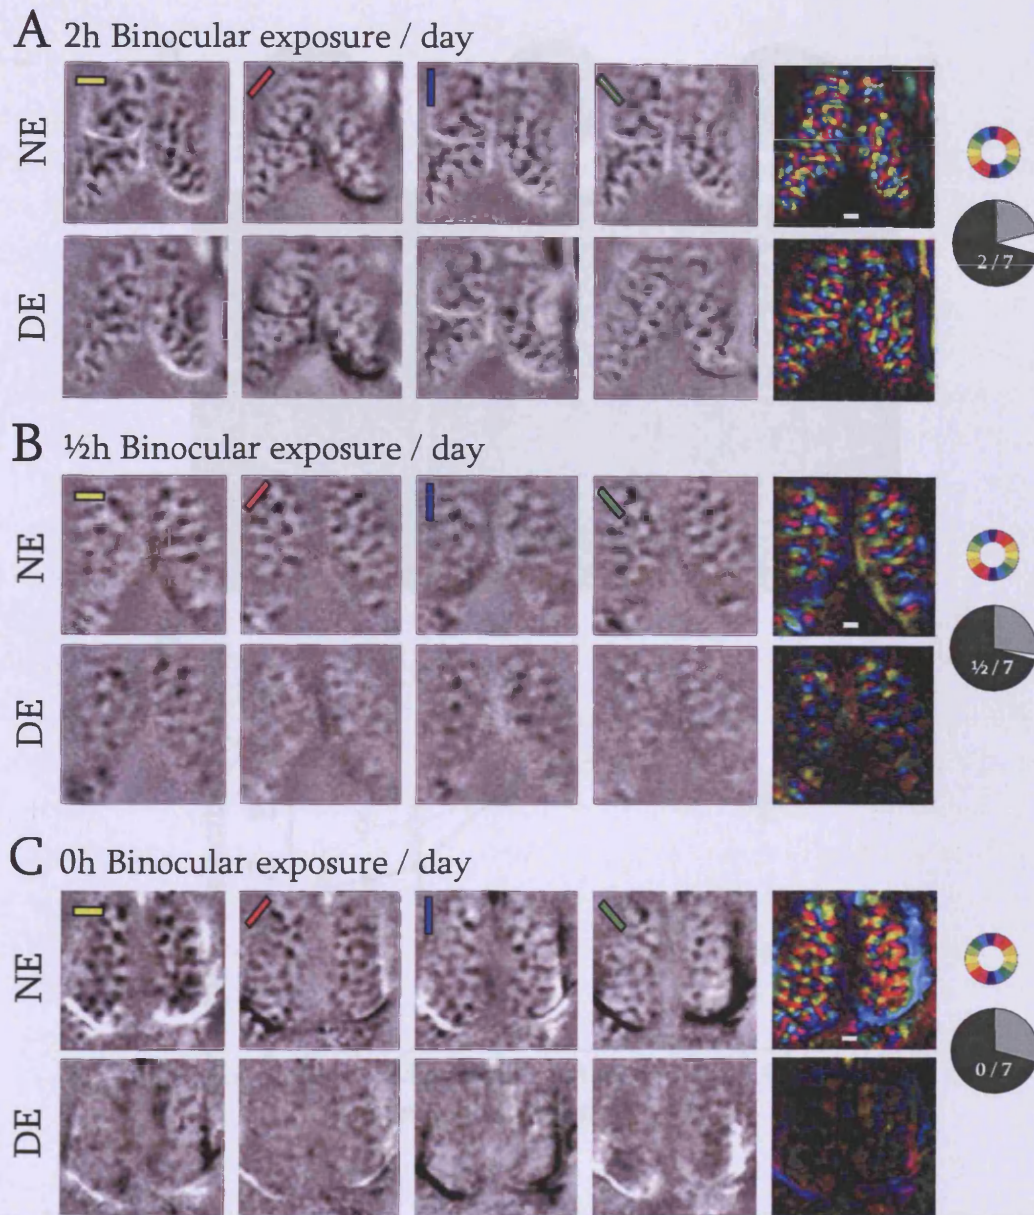 A 2h Binocular exposure / day
NE
2/7
DE
B ½h Binocular exposure / day
NE
½/7
DE
C 0h Binocular exposure / day
NE
0/7
DE